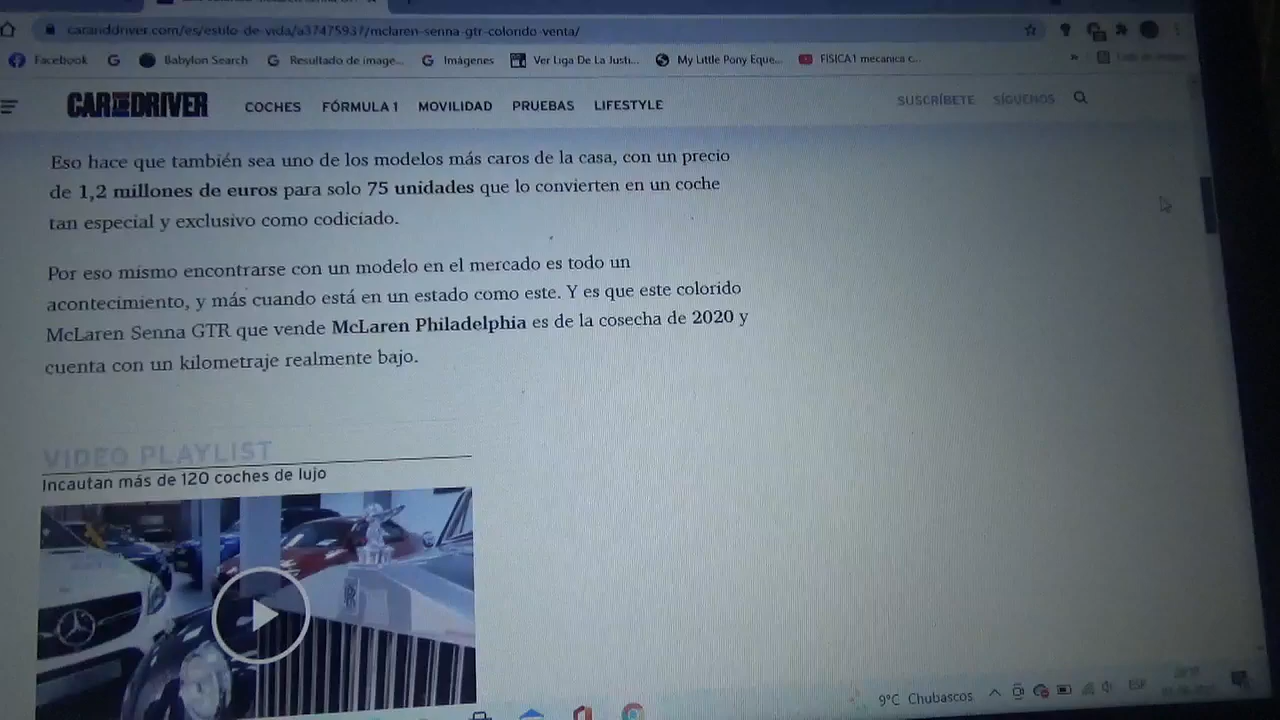 caranddriver.com/es/estilo-de-vida/a37475937/mclaren-senna-gtr-colorido-venta/
Facebook Babylon Search Resultado de image... Imágenes Ver Liga De La Justi... My Little Pony Eque... FISICA1 mecanica c... »
CAR AND DRIVER COCHES FÓRMULA 1 MOVILIDAD PRUEBAS LIFESTYLE SUSCRÍBETE SÍGUENOS
Eso hace que también sea uno de los modelos más caros de la casa, con un precio
de 1,2 millones de euros para solo 75 unidades que lo convierten en un coche
tan especial y exclusivo como codiciado.
Por eso mismo encontrarse con un modelo en el mercado es todo un
acontecimiento, y más cuando está en un estado como este. Y es que este colorido
McLaren Senna GTR que vende McLaren Philadelphia es de la cosecha de 2020 y
cuenta con un kilometraje realmente bajo.
VIDEO PLAYLIST
Incautan más de 120 coches de lujo
9°C Chubascos ESP